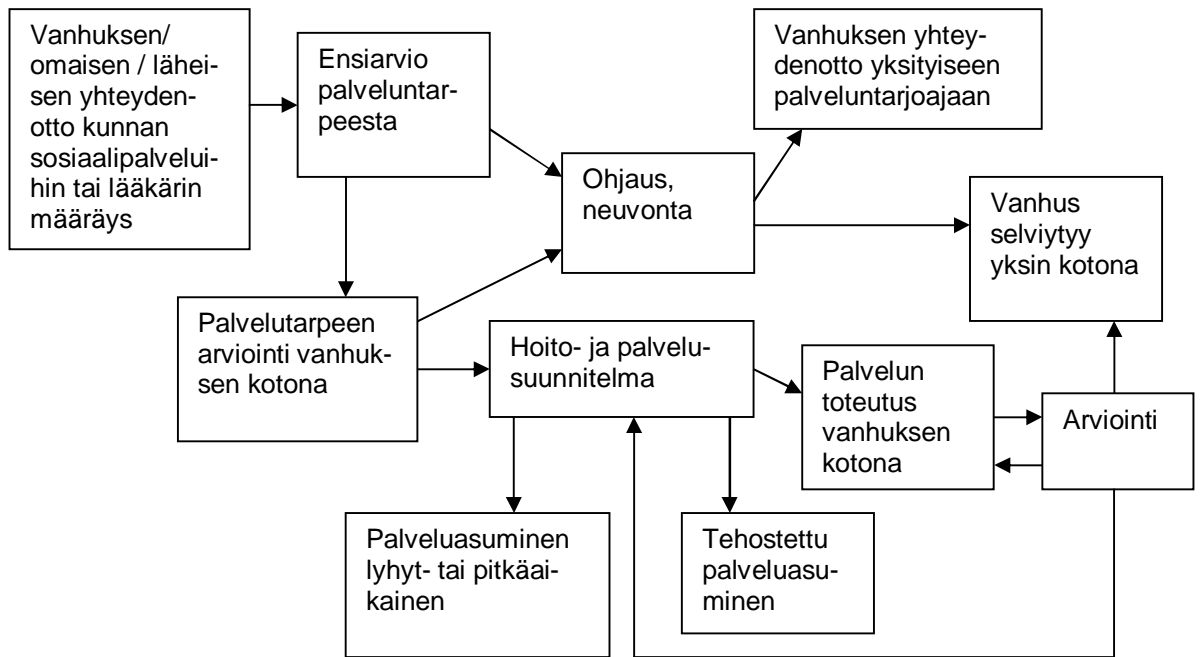 Vanhuksen/
omaisen / lähei-
sen yhteyden-
otto kunnan
sosiaalipalvelui-
hin tai lääkärin
määräys
Ensiarvio
palveluntar-
peesta
Vanhuksen yhtey-
denotto yksityiseen
palveluntarjoajaan
Ohjaus,
neuvonta
Vanhus
selviytyy
yksin kotona
Palvelutarpeen
arviointi vanhuk-
sen kotona
Hoito- ja palvelu-
suunnitelma
Palvelun
toteutus
vanhuksen
kotona
Arviointi
Palveluasuminen
lyhyt- tai pitkäai-
kainen
Tehostettu
palveluasu-
minen